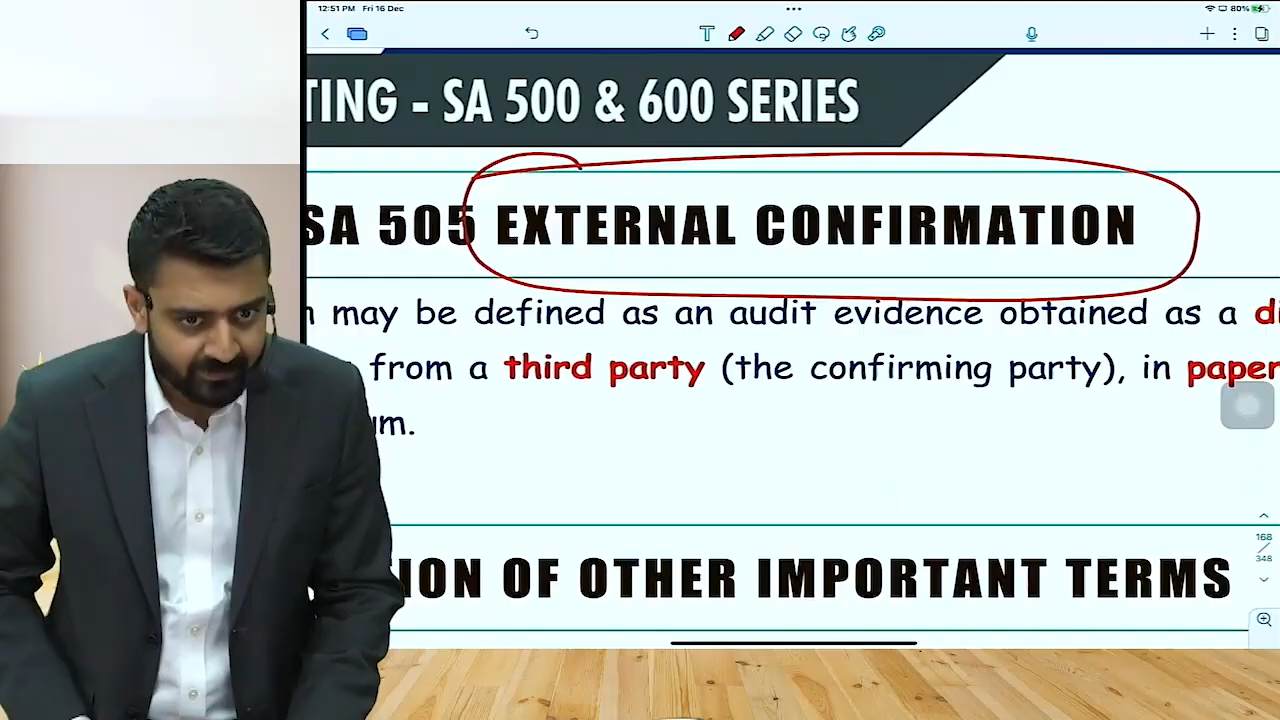 12:51 PM Fri 16 Dec
80%
TING - SA 500 & 600 SERIES
SA 505 EXTERNAL CONFIRMATION
may be defined as an audit evidence obtained as a
from a third party (the confirming party), in paper
ION OF OTHER IMPORTANT TERMS
168
348